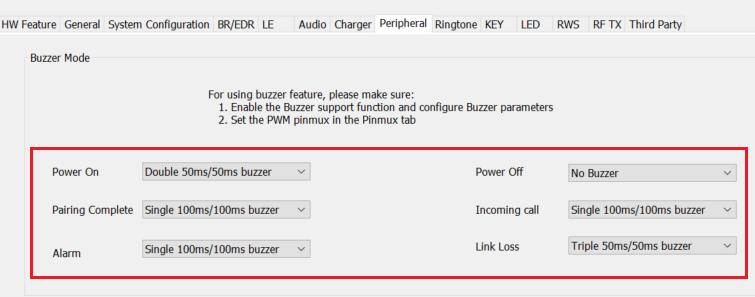 HW Feature General System Configuration BR/EDR LE Audio Charger Peripheral Ringtone KEY LED RWS RF TX Third Party
Buzzer Mode
For using buzzer feature, please make sure:
1. Enable the Buzzer support function and configure Buzzer parameters
2. Set the PWM pinmux in the Pinmux tab
Power On Double 50ms/50ms buzzer Power Off No Buzzer
Pairing Complete Single 100ms/100ms buzzer Incoming call Single 100ms/100ms buzzer
Alarm Single 100ms/100ms buzzer Link Loss Triple 50ms/50ms buzzer